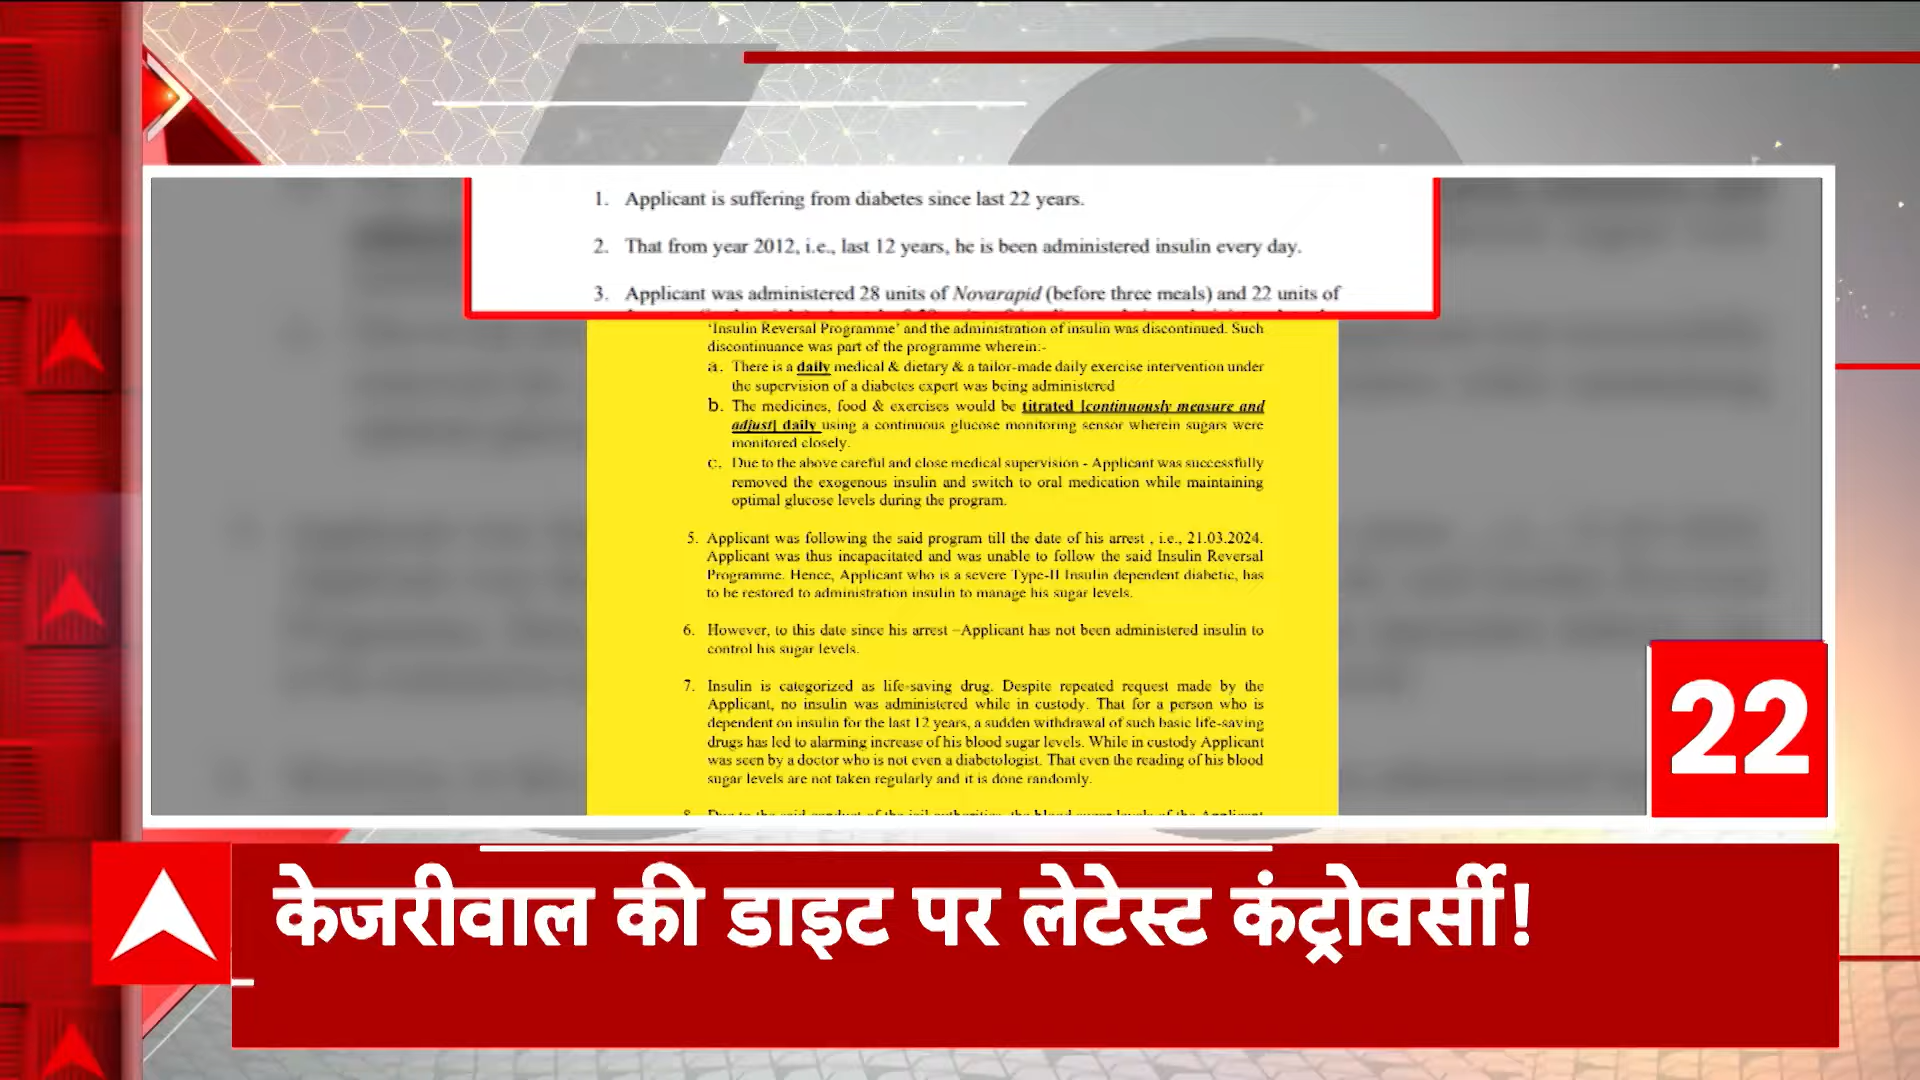 1. Applicant is suffering from diabetes since last 22 years.
2. That from year 2012, i.e., last 12 years, he is been administered insulin every day.
3. Applicant was administered 28 units of Novarapid (before three meals) and 22 units of
'Insulin Reversal Programme' and the administration of insulin was discontinued. Such
discontinuance was part of the programme wherein:-
a. There is a daily medical & dietary & a tailor-made daily exercise intervention under
the supervision of a diabetes expert was being administered
b. The medicines, food & exercises would be titrated [continuously measure and
adjust] daily using a continuous glucose monitoring sensor wherein sugars were
monitored closely.
c. Due to the above careful and close medical supervision - Applicant was successfully
removed the exogenous insulin and switch to oral medication while maintaining
optimal glucose levels during the program.
5. Applicant was following the said program till the date of his arrest , i.e., 21.03.2024.
Applicant was thus incapacitated and was unable to follow the said Insulin Reversal
Programme. Hence, Applicant who is a severe Type-II Insulin dependent diabetic, has
to be restored to administration insulin to manage his sugar levels.
6. However, to this date since his arrest –Applicant has not been administered insulin to
control his sugar levels.
7. Insulin is categorized as life-saving drug. Despite repeated request made by the
Applicant, no insulin was administered while in custody. That for a person who is
dependent on insulin for the last 12 years, a sudden withdrawal of such basic life-saving
drugs has led to alarming increase of his blood sugar levels. While in custody Applicant
was seen by a doctor who is not even a diabetologist. That even the reading of his blood
sugar levels are not taken regularly and it is done randomly.
22
केजरीवाल की डाइट पर लेटेस्ट कंट्रोवर्सी!